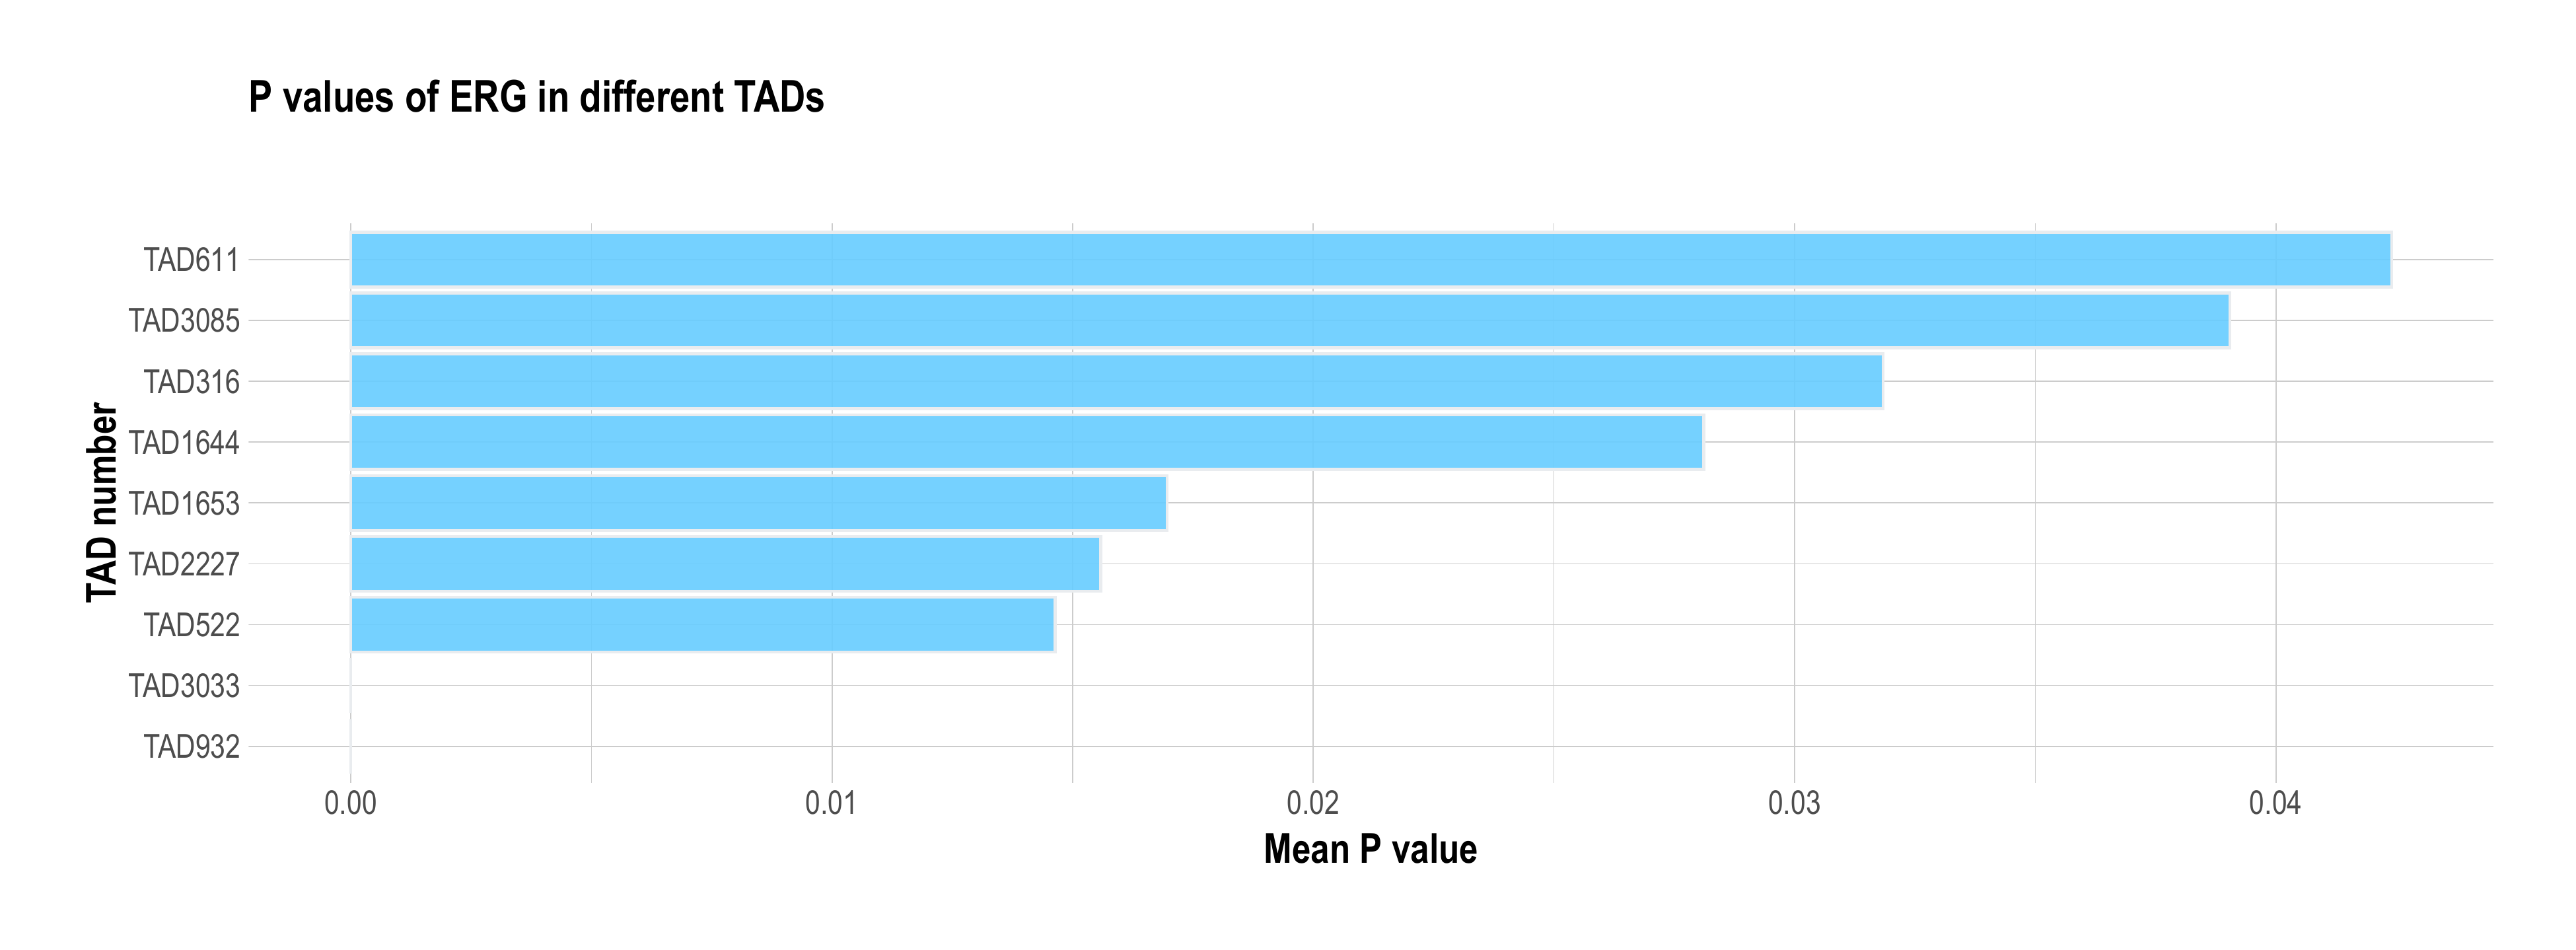 P values of ERG in different TADs
TAD number
TAD611
TAD3085
TAD316
TAD1644
TAD1653
TAD2227
TAD522
TAD3033
TAD932
0.00 0.01 0.02 0.03 0.04
Mean P value